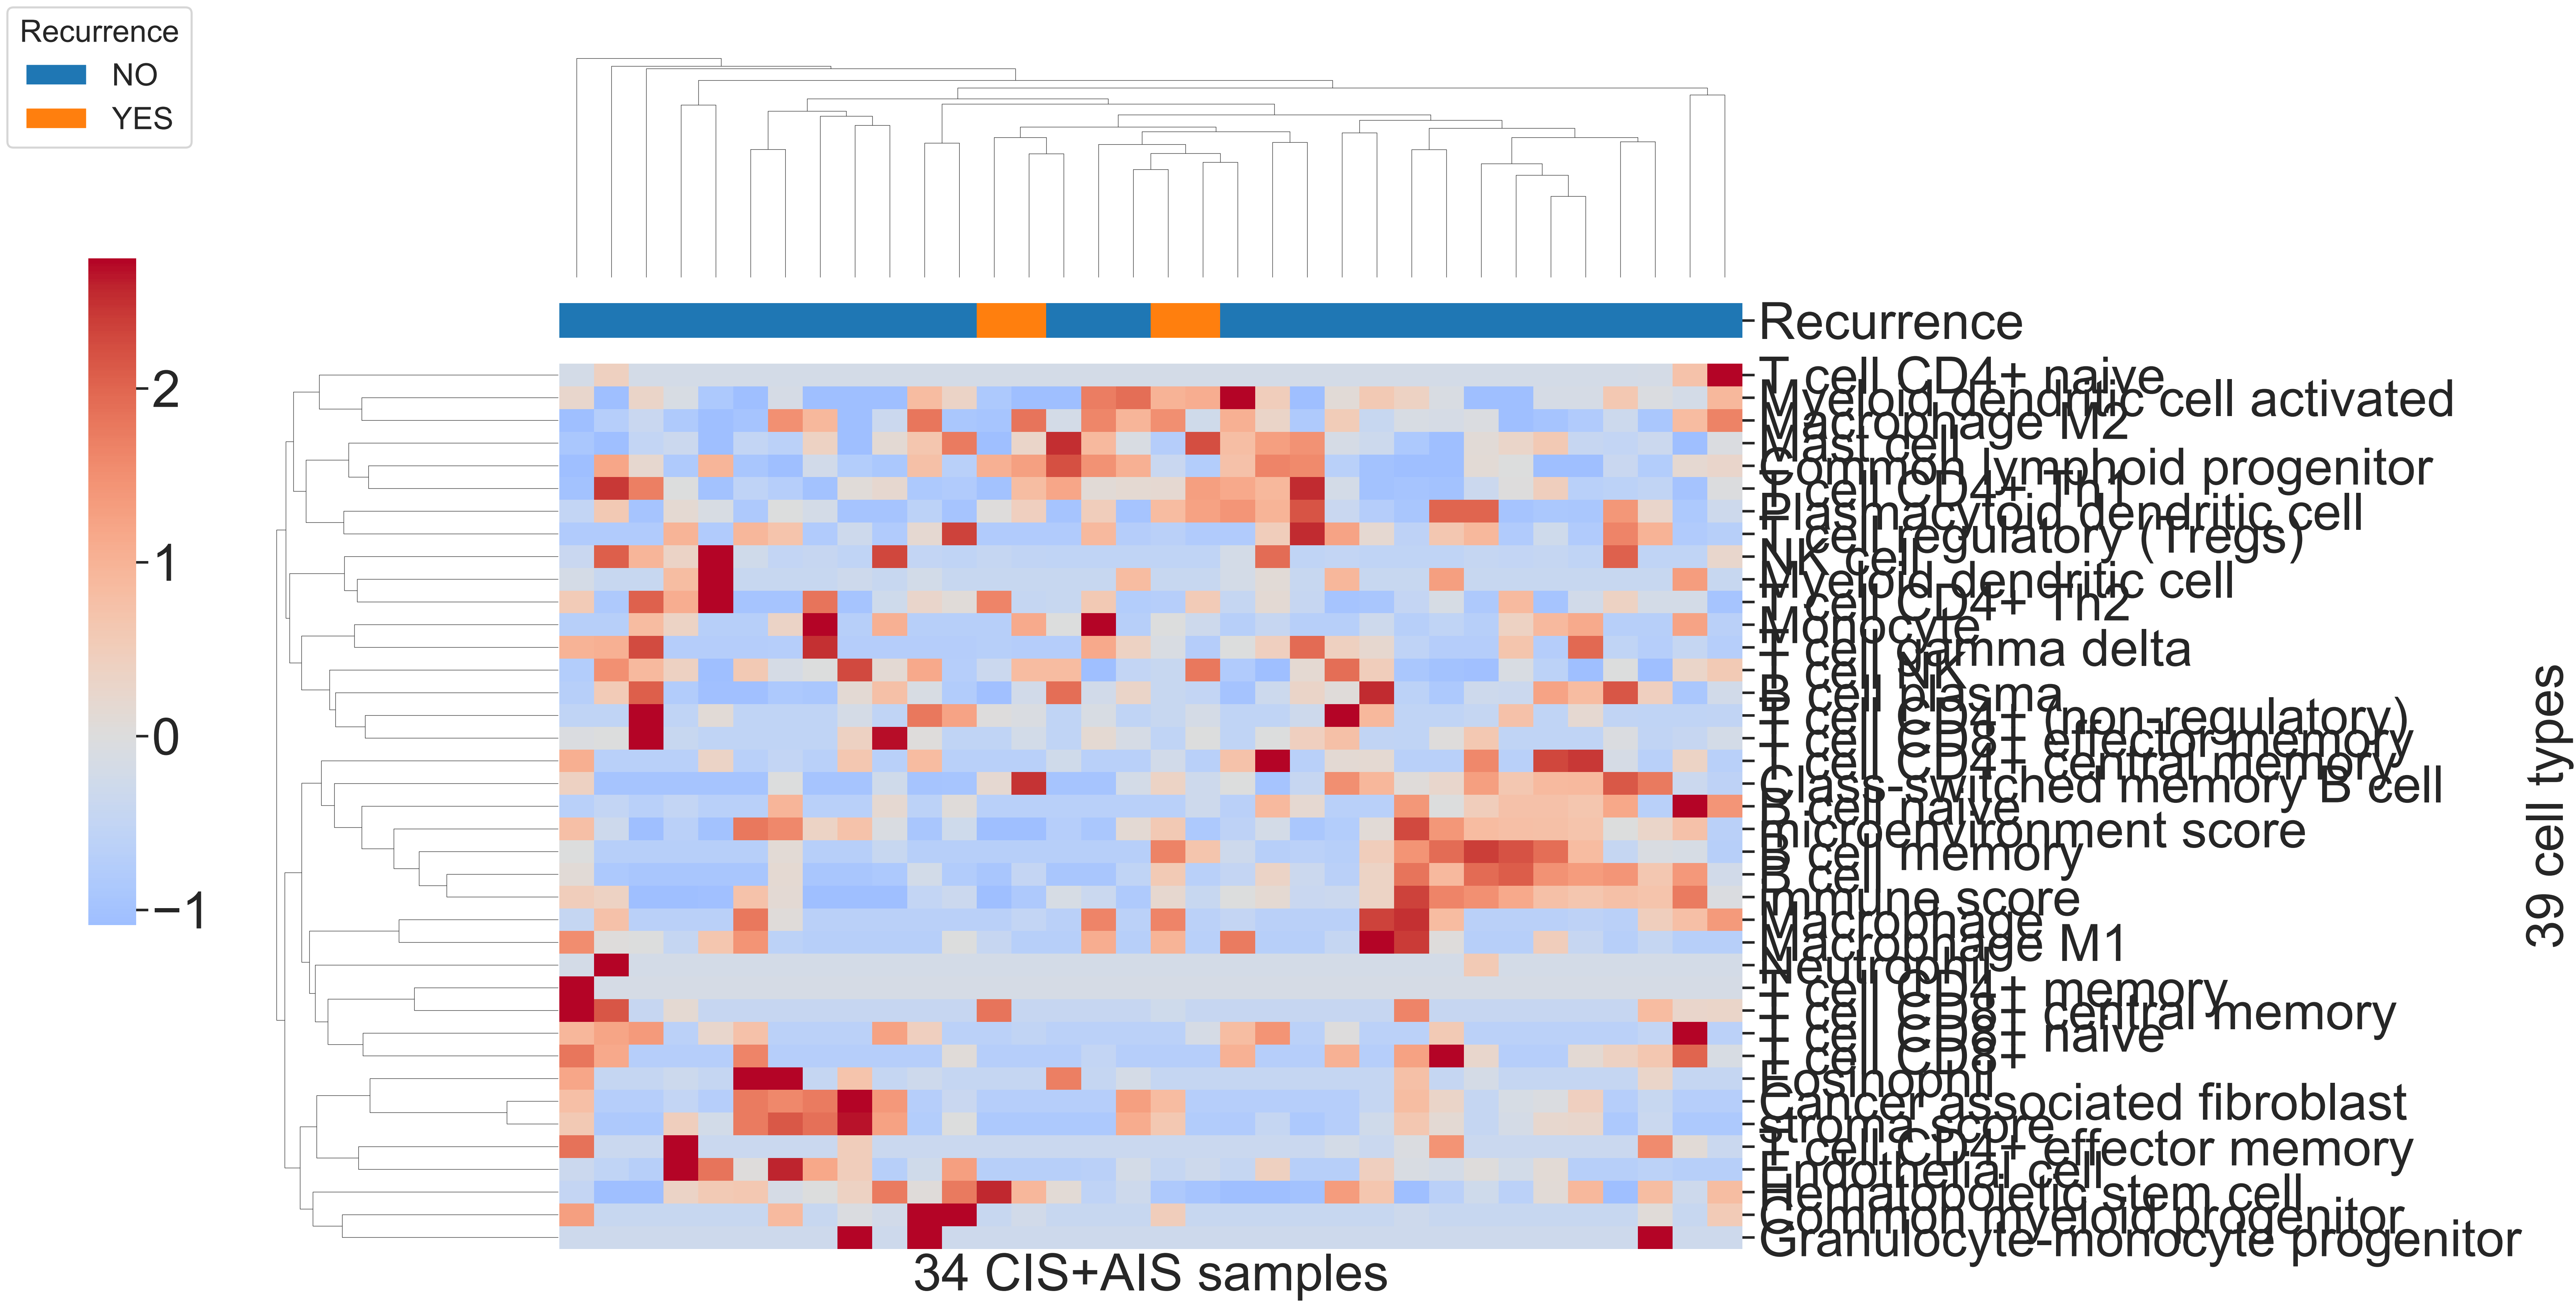 Recurrence
NO
YES
2
1
0
−1
Recurrence
T cell CD4+ naive
Myeloid dendritic cell activated
Macrophage M2
Mast cell
Common lymphoid progenitor
T cell CD4+ Th1
Plasmacytoid dendritic cell
T cell regulatory (Tregs)
NK cell
Myeloid dendritic cell
T cell CD4+ Th2
Monocyte
T cell gamma delta
T cell NK
B cell plasma
T cell CD4+ (non-regulatory)
T cell CD8+ effector memory
T cell CD4+ central memory
Class-switched memory B cell
B cell naive
microenvironment score
B cell memory
B cell
immune score
Macrophage
Macrophage M1
Neutrophil
T cell CD4+ memory
T cell CD8+ central memory
T cell CD8+ naive
T cell CD8+
Eosinophil
Cancer associated fibroblast
stroma score
T cell CD4+ effector memory
Endothelial cell
Hematopoietic stem cell
Common myeloid progenitor
Granulocyte-monocyte progenitor
39 cell types
34 CIS+AIS samples